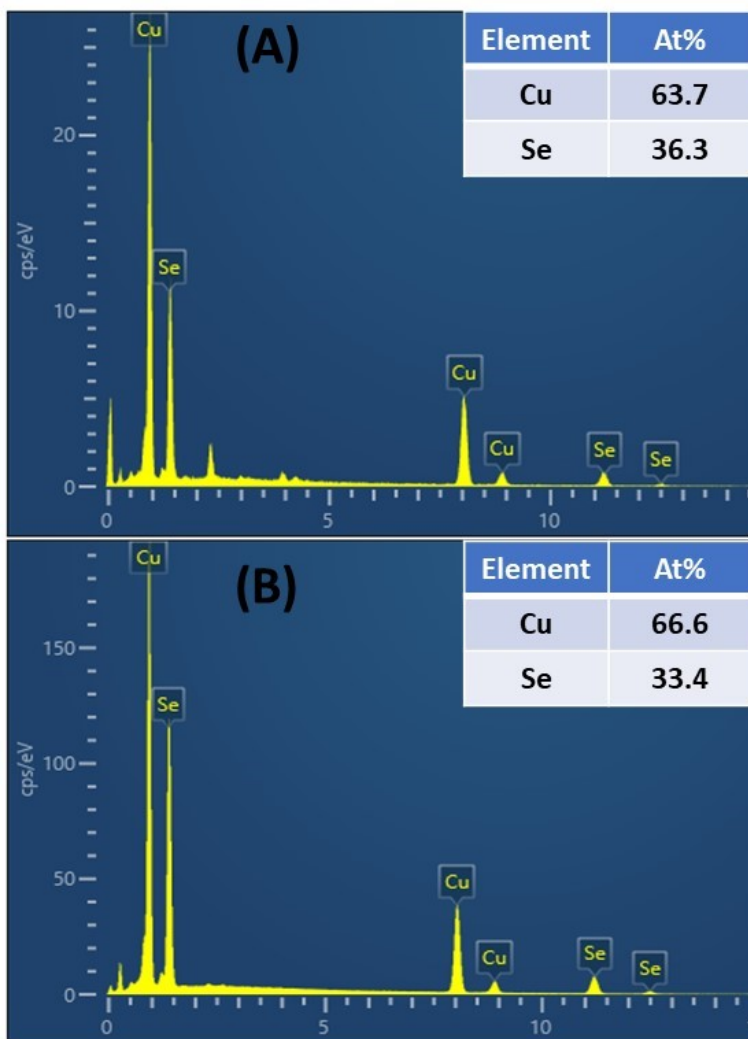 Cu
(A)
Element At%
Cu 63.7
Se 36.3
20
cps/eV
Se
10
Cu
Cu
Se
Se
0
0 5 10
Cu
(B)
Element At%
Cu 66.6
Se 33.4
150
Se
cps/eV
100
50
Cu
Cu
Se
Se
0
0 5 10